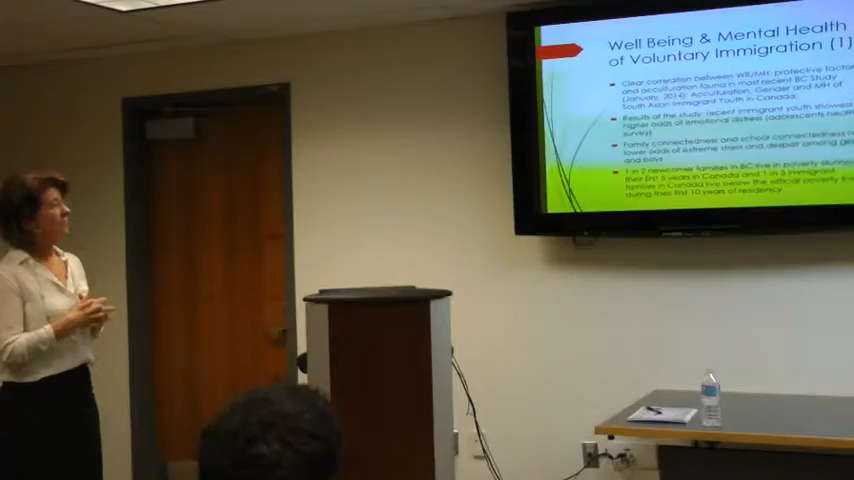 Well Being & Mental Health
of Voluntary Immigration (1)
Clear correlation between WB/MH, protective factors
and acculturation found in most recent BC Study
(January, 2014): Acculturation, Gender and MH of
South Asian Immigrant Youth in Canada.
Results of the study: recent immigrant youth showed
higher odds of emotional distress (adolescents health
survey)
Family connectedness and school connectedness
lower odds of extreme stress and despair among
and boys
1 in 2 newcomer families in BC live in poverty during
their first 5 years in Canada and 1 in 3 immigrant
families in Canada live below the official poverty
during their first 10 years of residency.